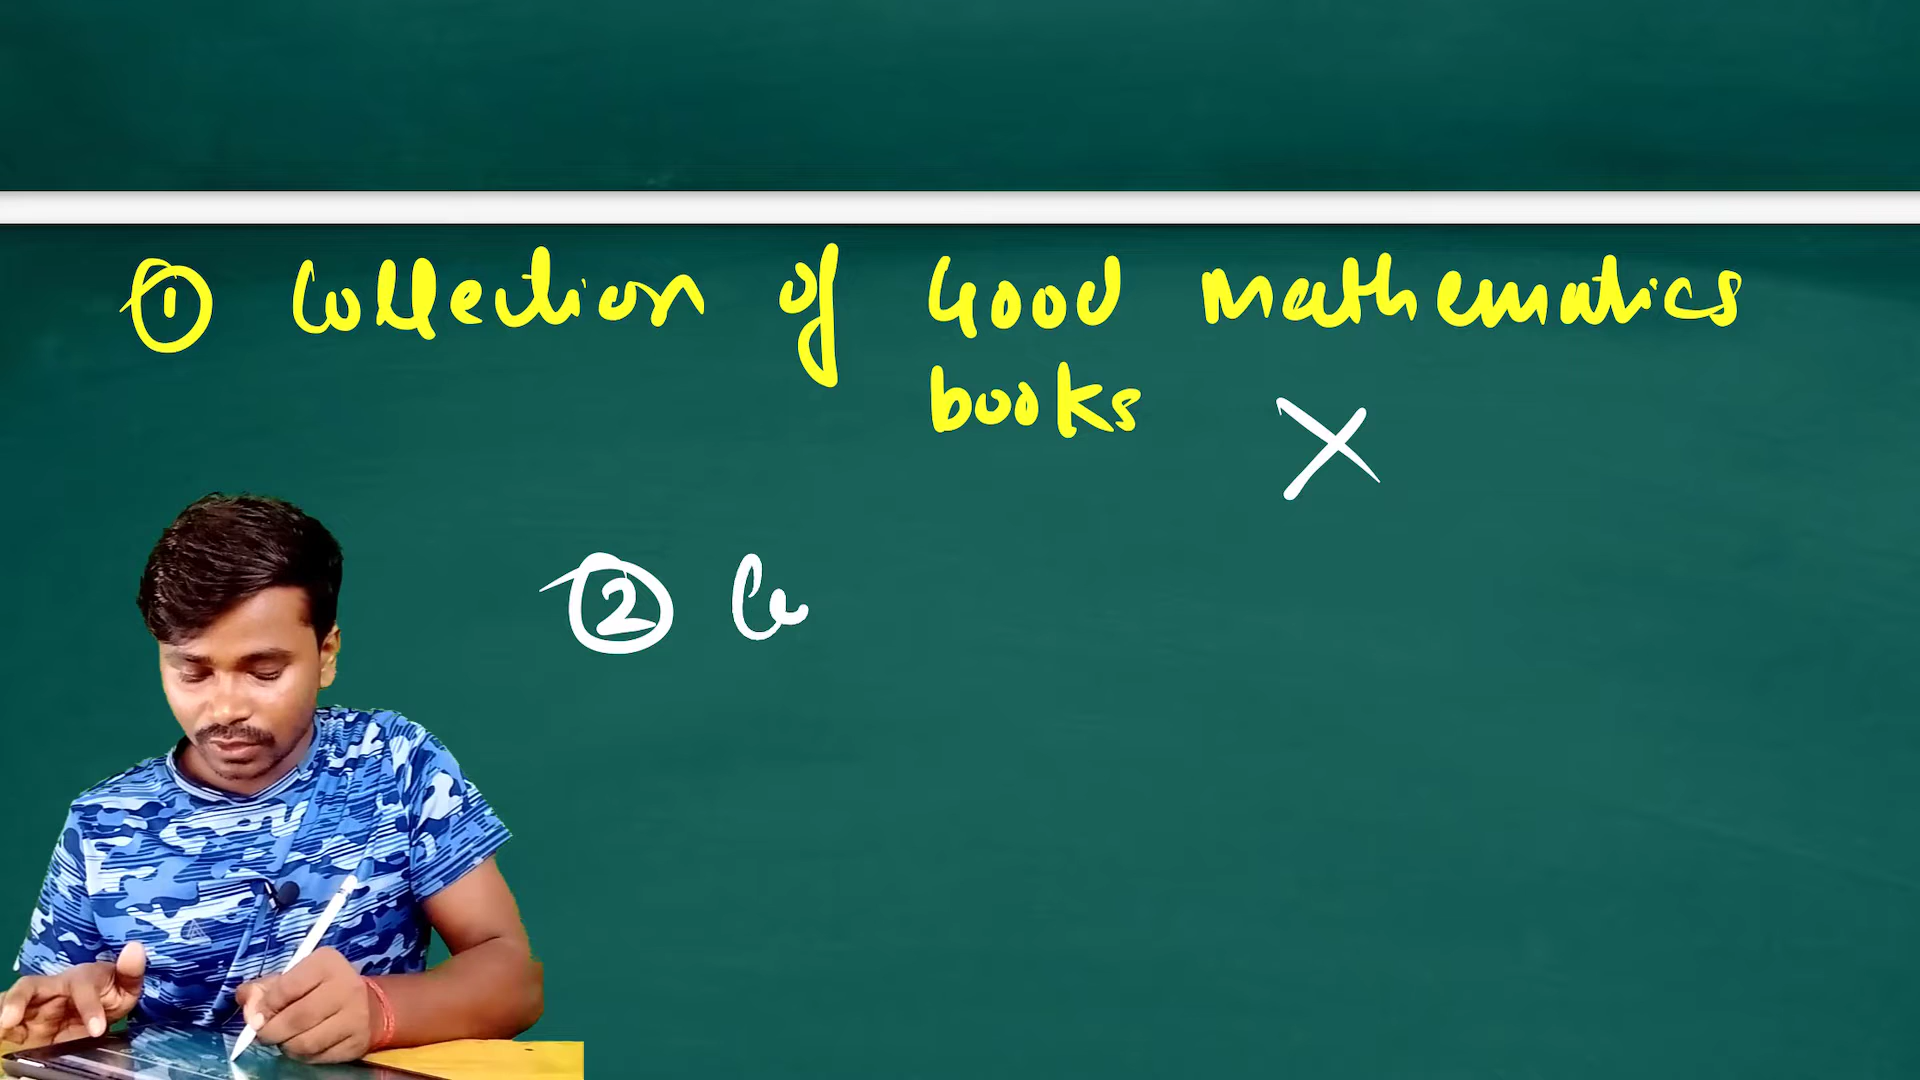 ① Collection of Good Mathematics
books ×
② Co